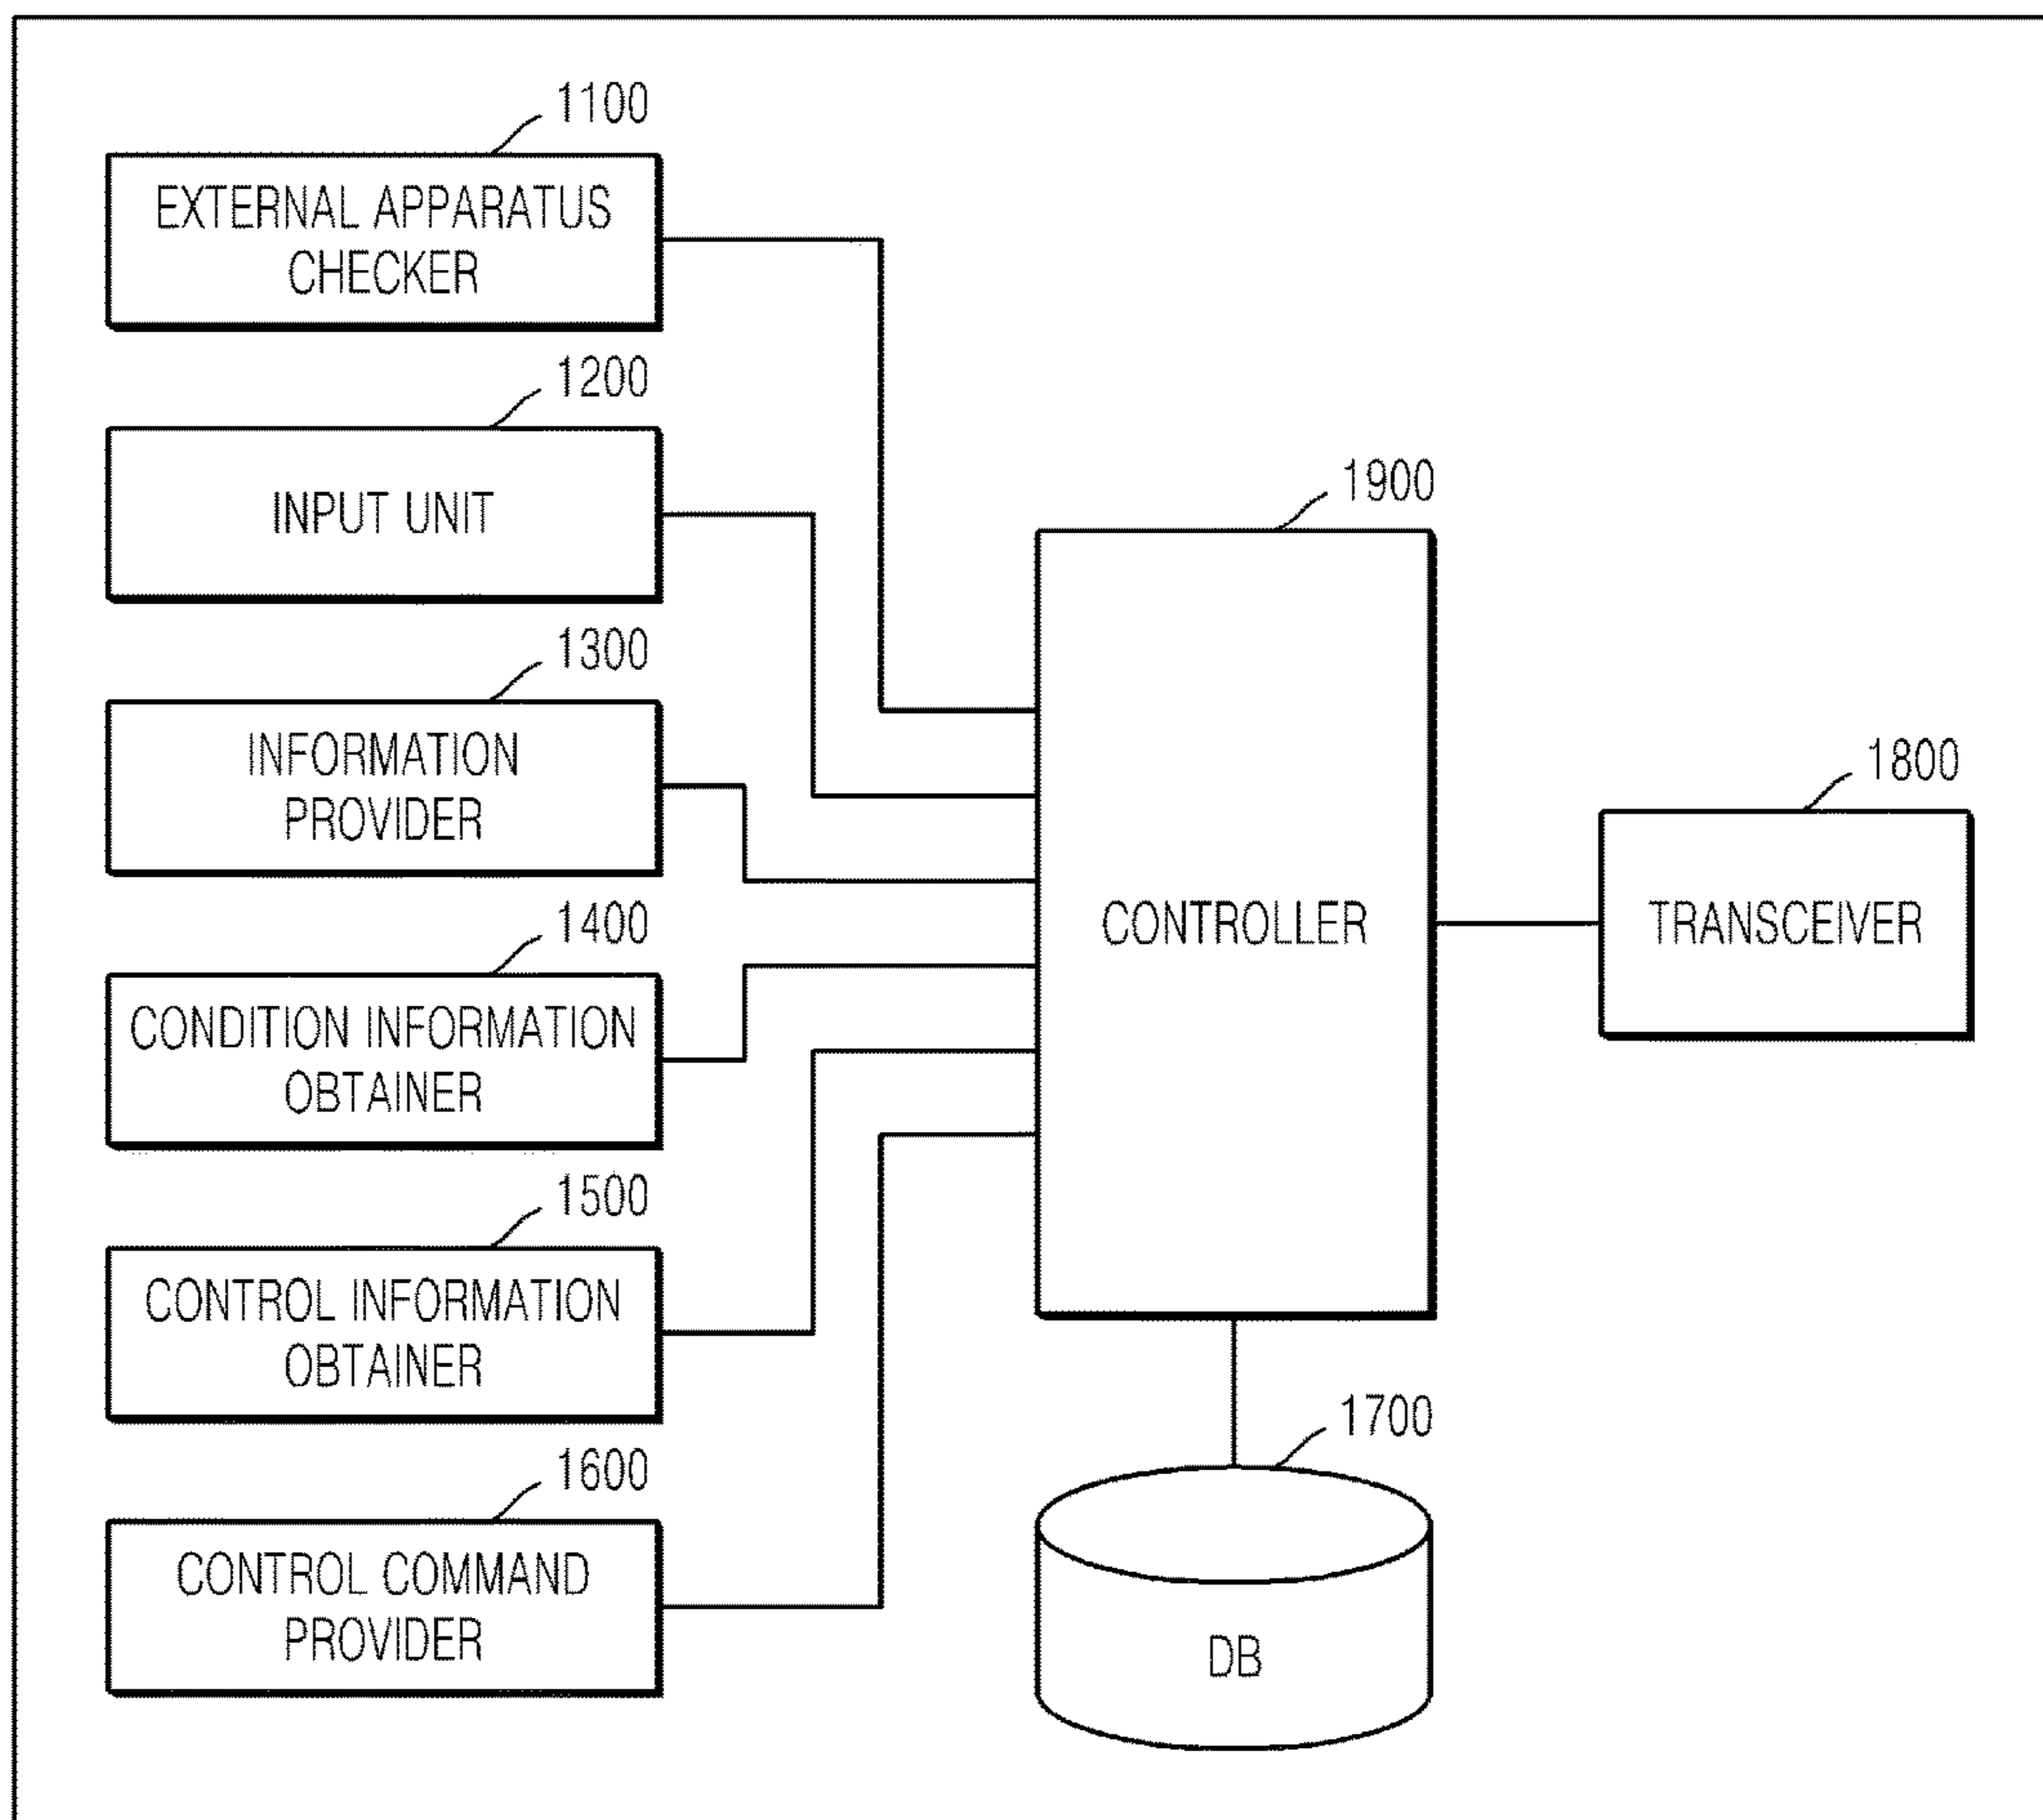 1100
EXTERNAL APPARATUS
CHECKER
1200
INPUT UNIT
1300
INFORMATION
PROVIDER
1400
CONDITION INFORMATION
OBTAINER
1500
CONTROL INFORMATION
OBTAINER
1600
CONTROL COMMAND
PROVIDER
1900
CONTROLLER
1800
TRANSCEIVER
1700
DB